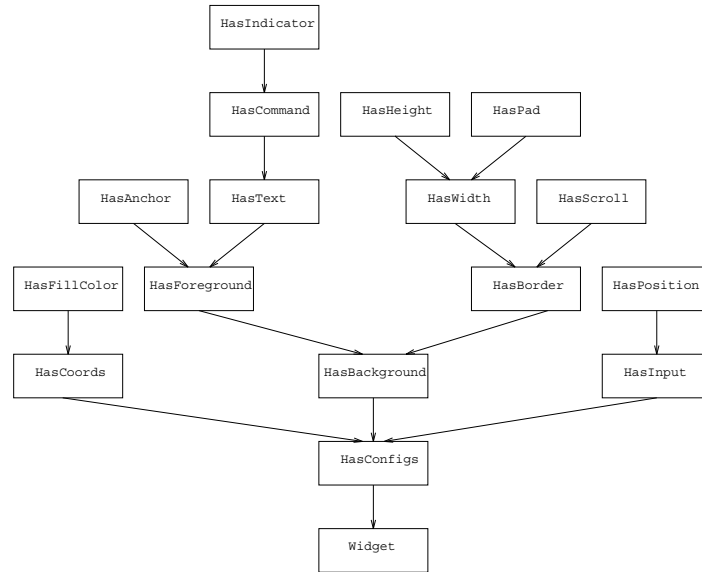 HasIndicator
HasCommand
HasHeight
HasPad
HasAnchor
HasText
HasWidth
HasScroll
HasFillColor
HasForeground
HasBorder
HasPosition
HasCoords
HasBackground
HasInput
HasConfigs
Widget